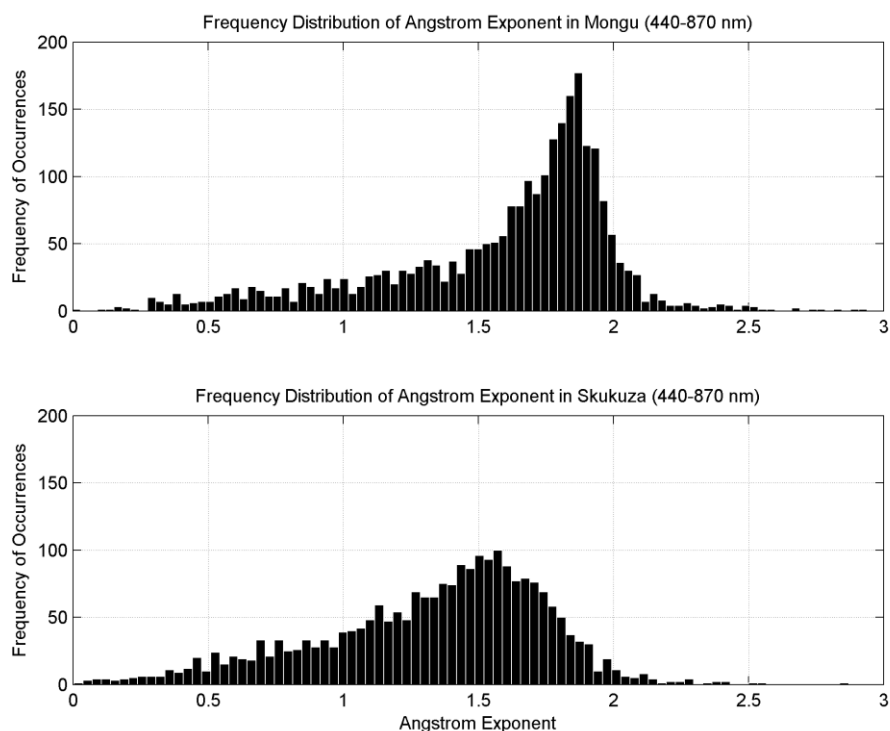 Frequency Distribution of Angstrom Exponent in Mongu (440-870 nm)
200
150
100
50
0
Frequency of Occurrences
0 0.5 1 1.5 2 2.5 3
Frequency Distribution of Angstrom Exponent in Skukuza (440-870 nm)
200
150
100
50
0
Frequency of Occurrences
0 0.5 1 1.5 2 2.5 3
Angstrom Exponent